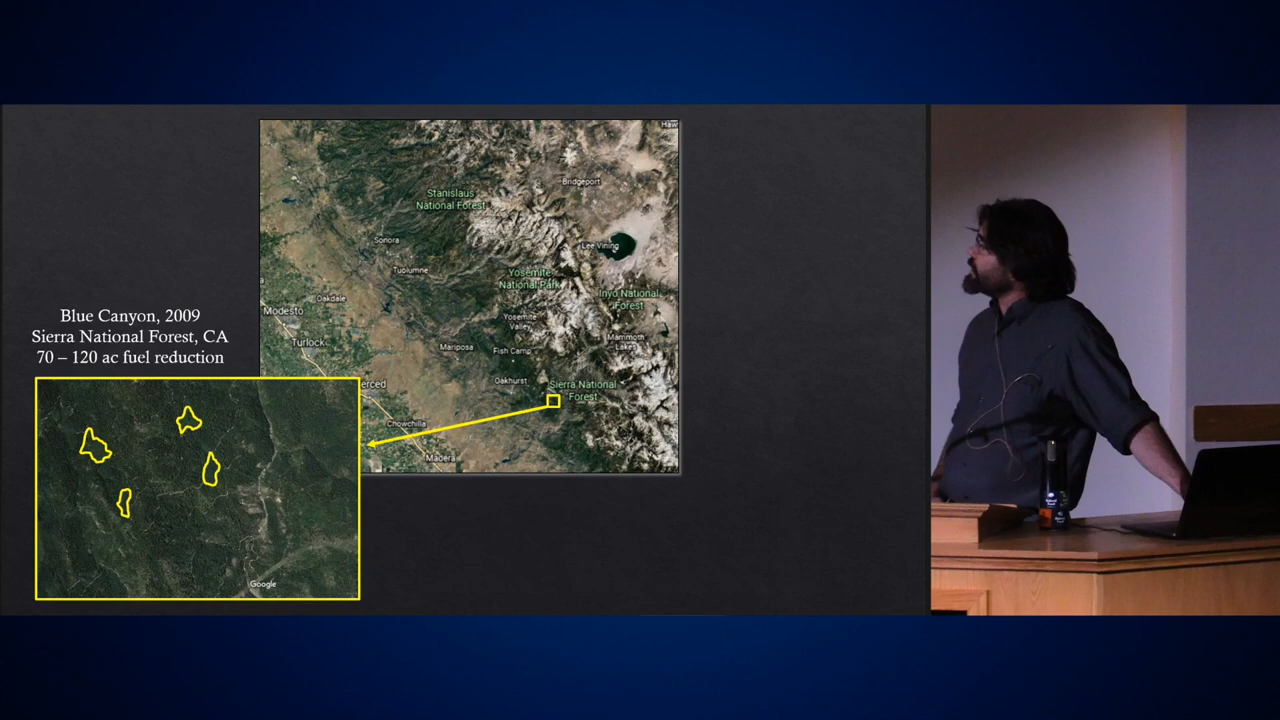 Blue Canyon, 2009
Sierra National Forest, CA
70 – 120 ac fuel reduction
Haw
Bridgeport
Stanislaus
National Forest
Sonora
Lee Vining
Tuolumne
Yosemite
National Park
a
Oakdale
Inyo National
Forest
Modesto
Yosemite
Valley
Turlock
Mammoth
Lakes
Mariposa
Fish Camp
Oakhurst
erced
Sierra National
Forest
Chowchilla
Madera
Google